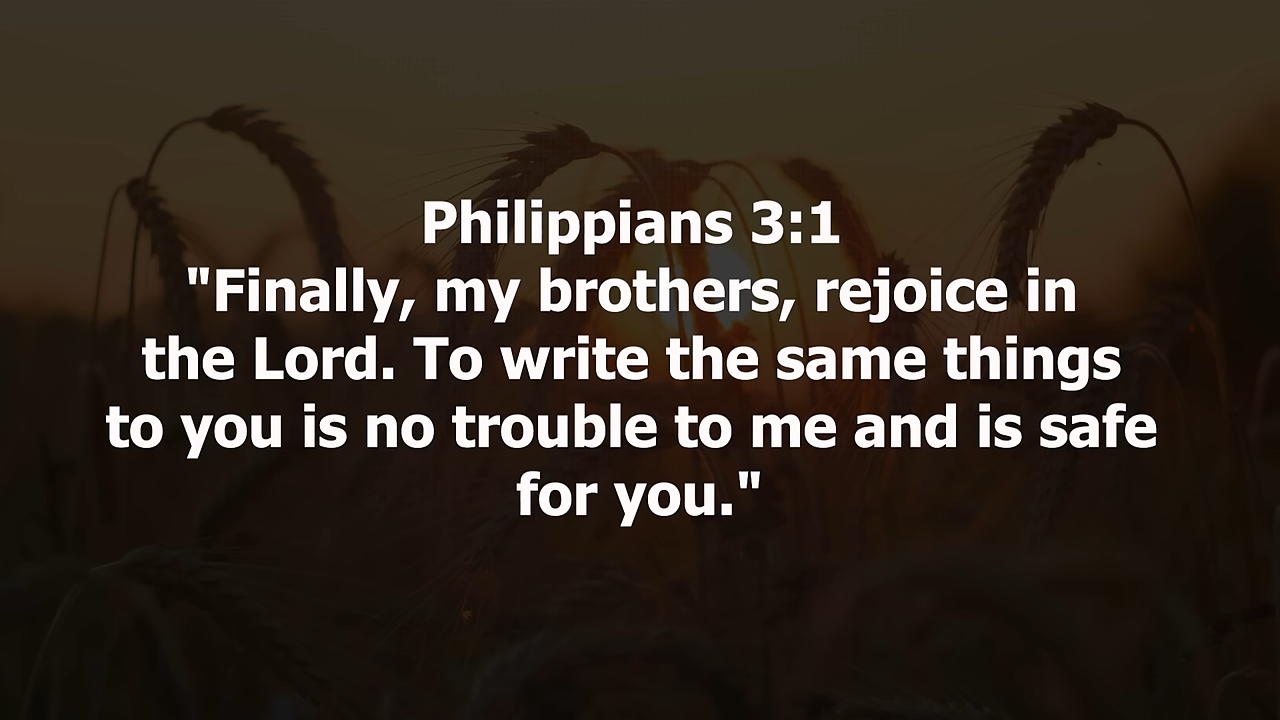 Philippians 3:1
"Finally, my brothers, rejoice in
the Lord. To write the same things
to you is no trouble to me and is safe
for you."